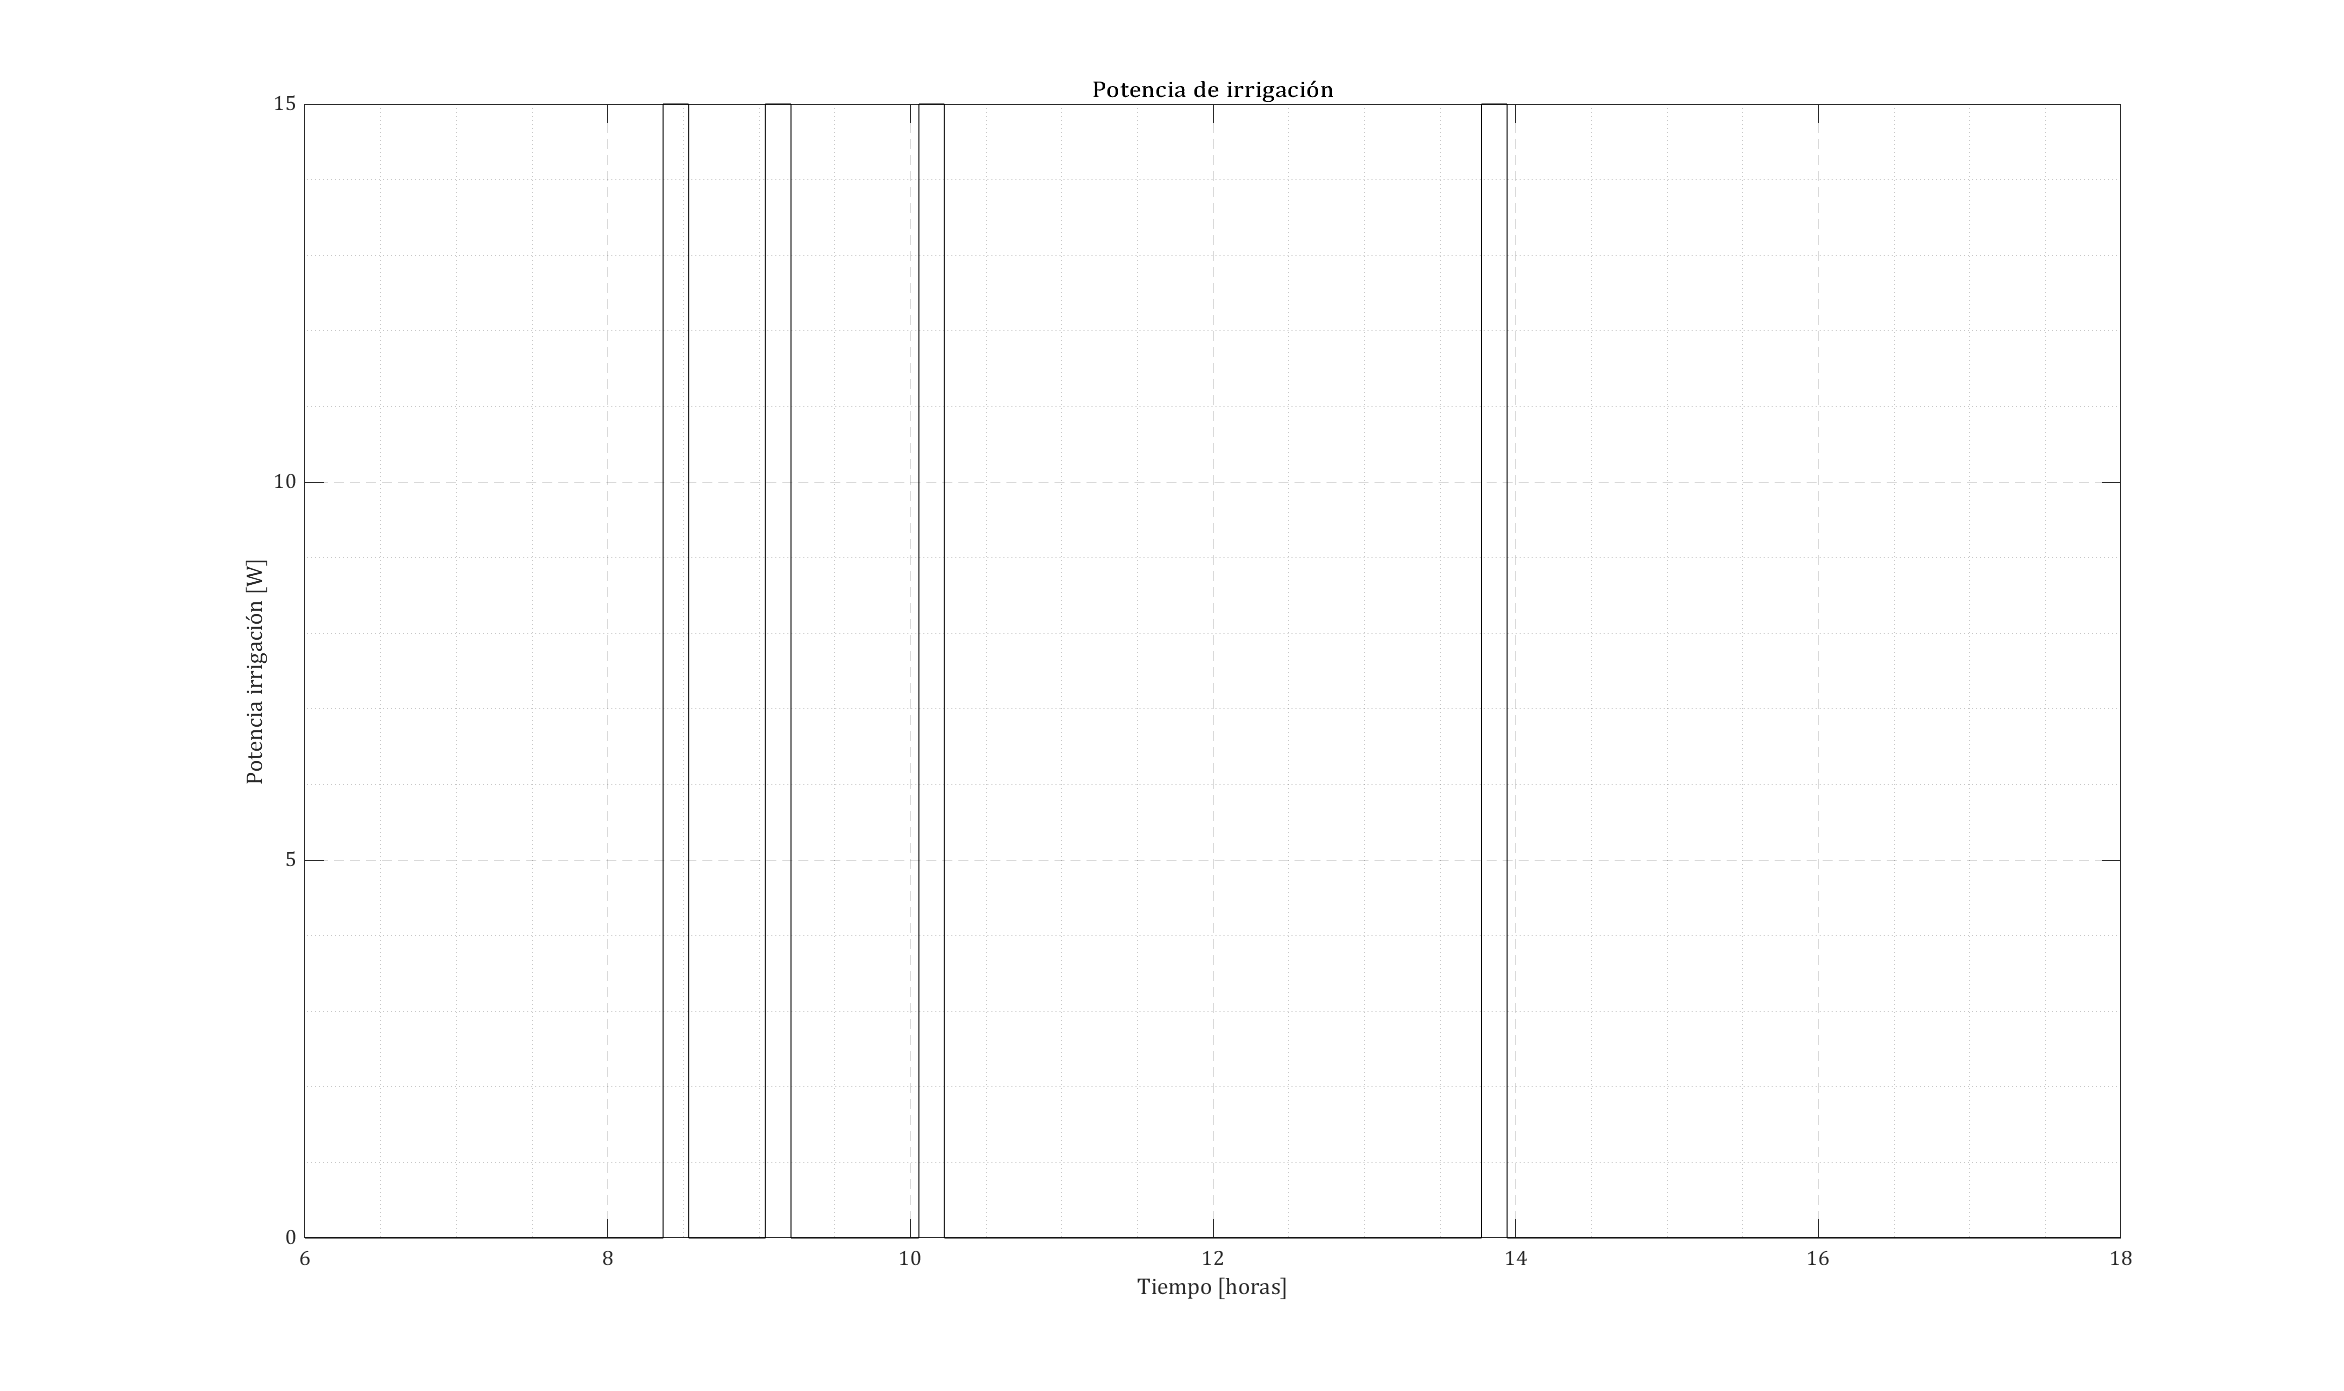 Potencia de irrigación
15
10
5
0
Potencia irrigación [W]
6 8 10 12 14 16 18
Tiempo [horas]